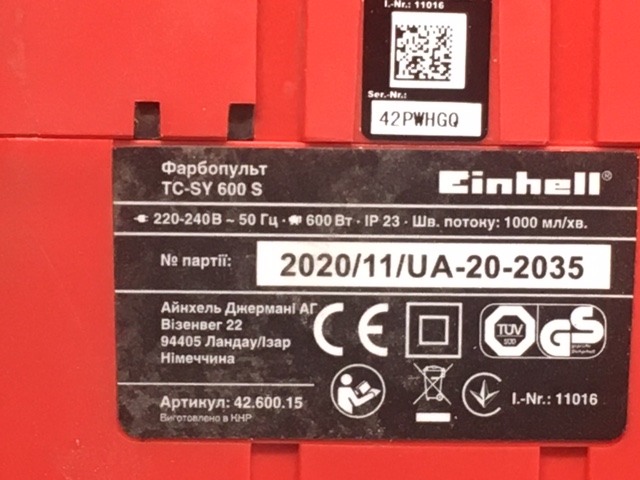 I.-Nr.: 11016
Ser.-Nr.:
42PWHGQ
Фарбопульт
TC-SY 600 S
Einhell®
220-240В ~ 50 Гц · 600 Вт · IP 23 · Шв. потоку: 1000 мл/хв.
№ партії:
2020/11/UA-20-2035
Айнхель Джермані АГ
Візенвег 22
94405 Ландау/Ізар
Німеччина
CE
TÜV
SÜD
GS
Артикул: 42.600.15
Виготовлено в КНР
I.-Nr.: 11016